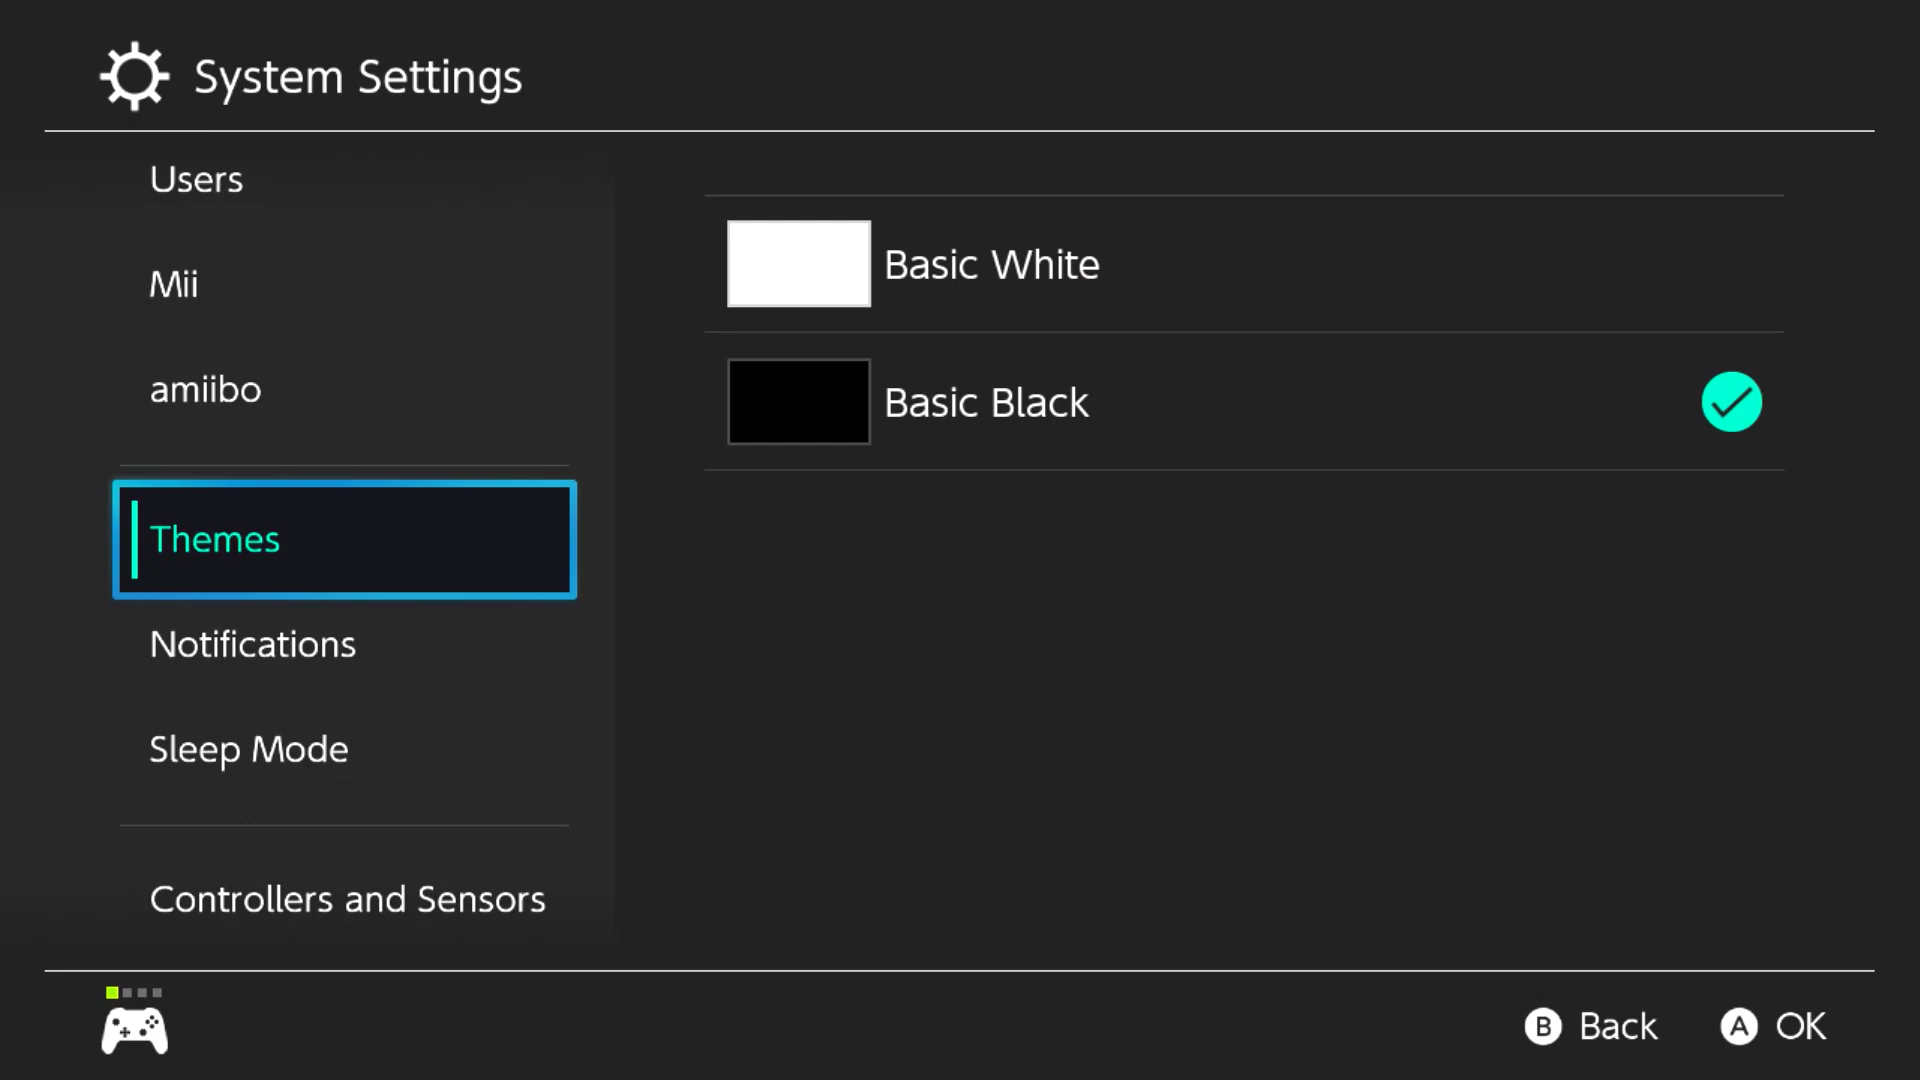 System Settings
Users
Mii
amiibo
Themes
Notifications
Sleep Mode
Controllers and Sensors
Basic White
Basic Black
B Back
A OK